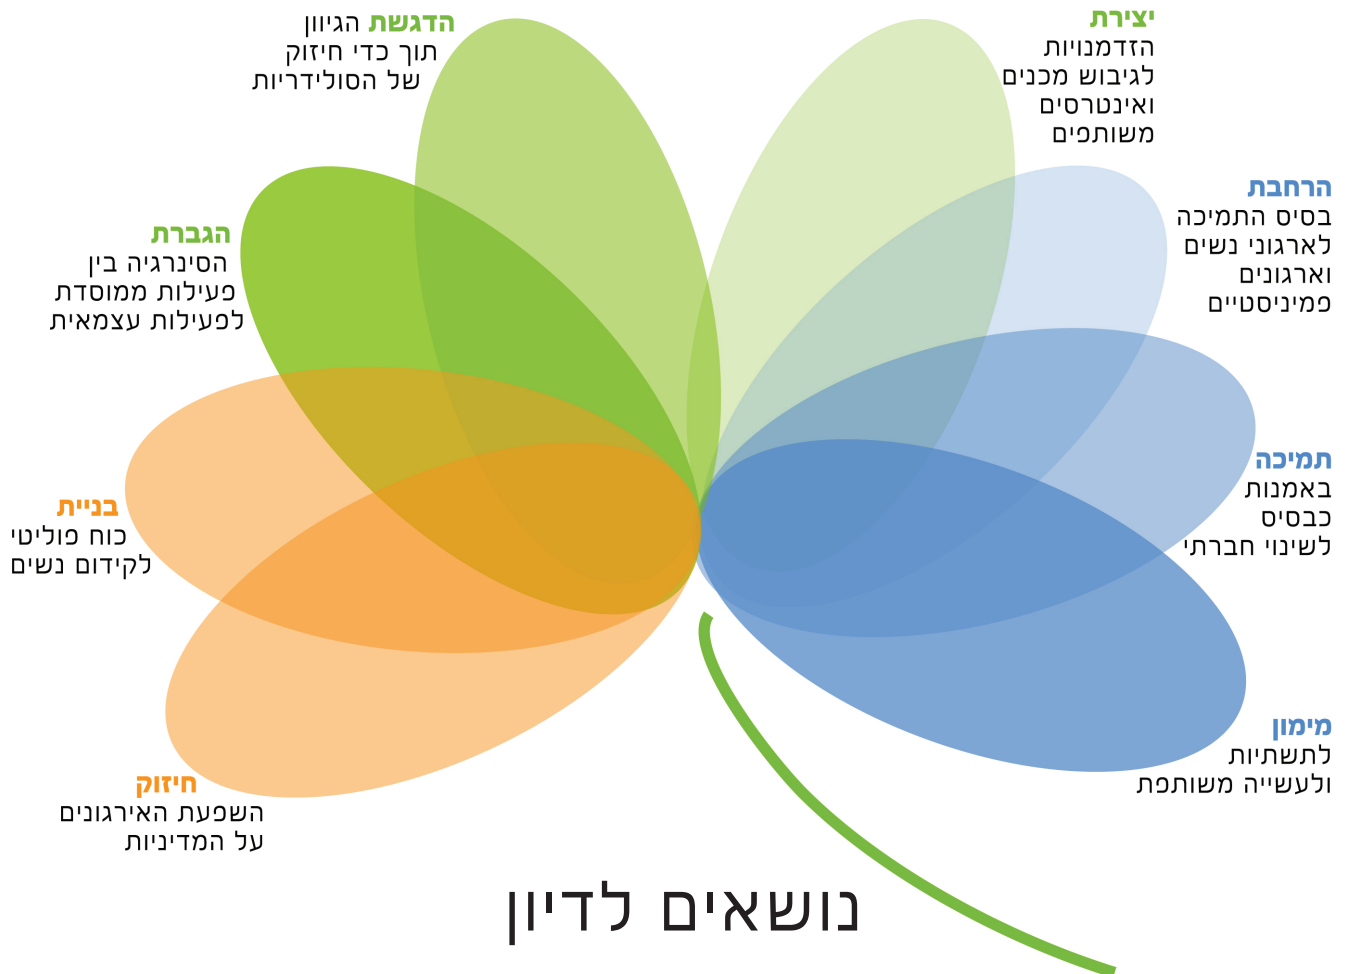 יצירת
הזדמנויות
לגיבוש מכנים
ואינטרסים
משותפים
הרחבת
בסיס התמיכה
לארגוני נשים
וארגונים
פמיניסטיים
תמיכה
באמנות
כבסיס
לשינוי חברתי
מימון
לתשתיות
ולעשייה משותפת
הדגשת הגיוון
תוך כדי חיזוק
של הסולידריות
הגברת
הסינרגיה בין
פעילות ממוסדת
לפעילות עצמאית
בניית
כוח פוליטי
לקידום נשים
חיזוק
השפעת האירגונים
על המדיניות
נושאים לדיון